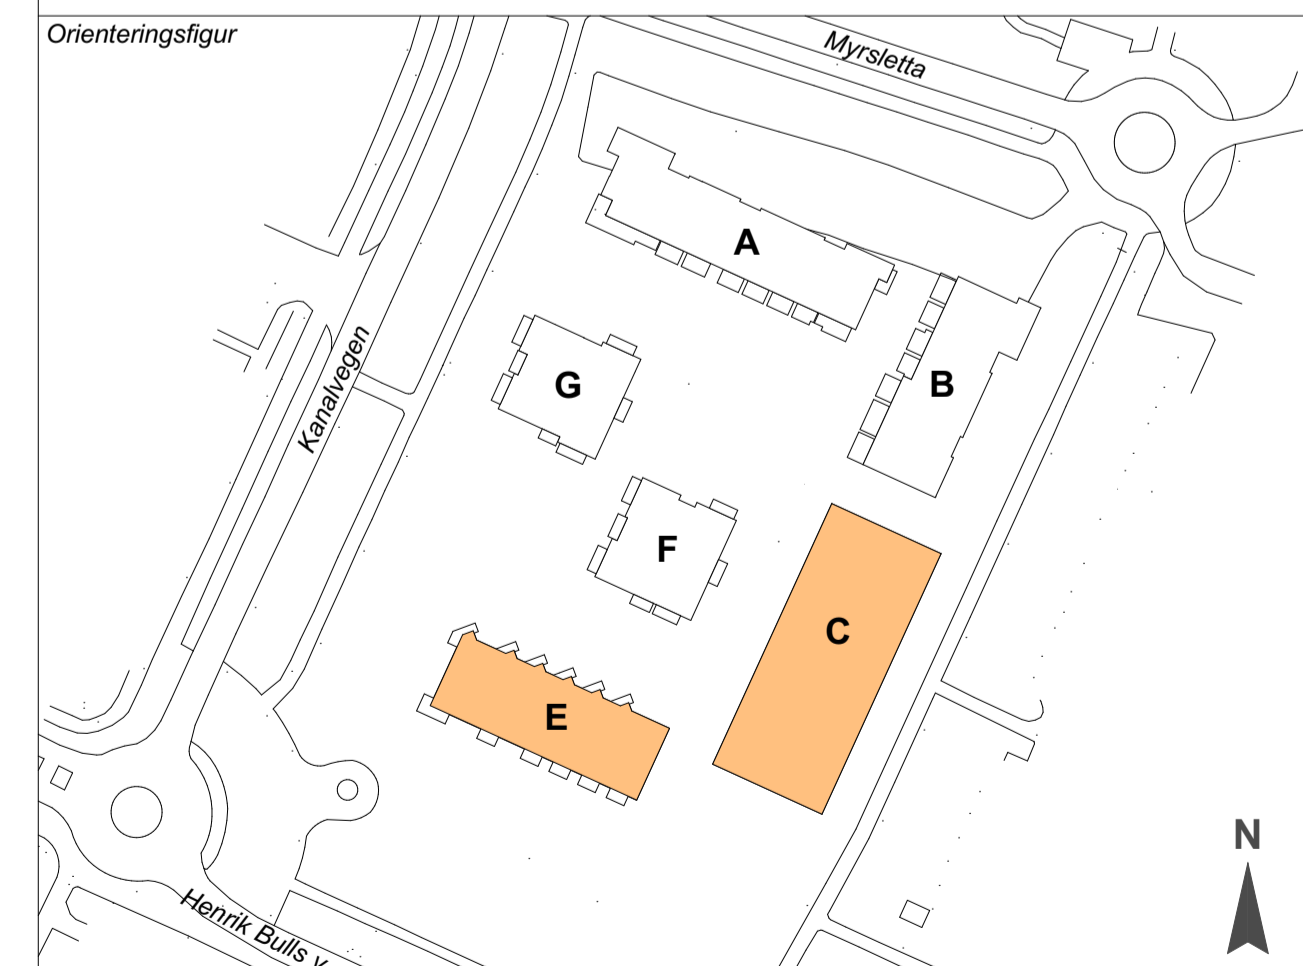 Orienteringsfigur
Myrsletta
A
B
G
Kanalvegen
F
C
E
N
Henrik Bulls v